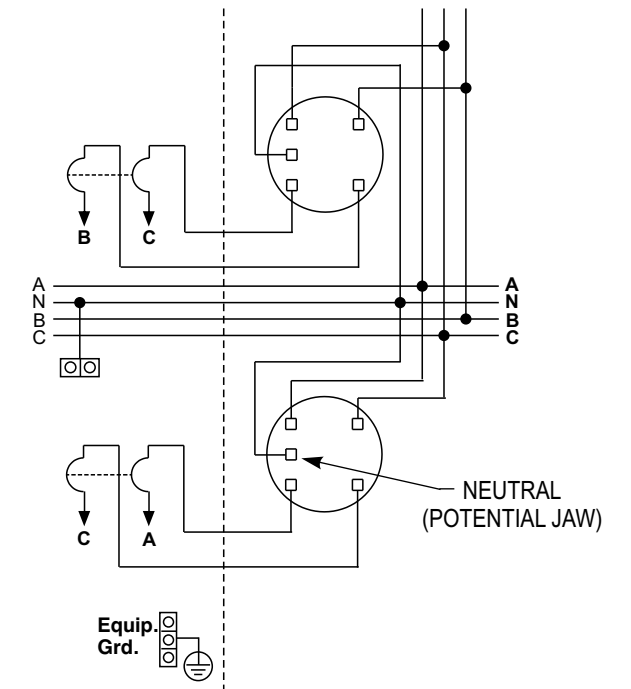 B C
A A
N N
B B
C C
NEUTRAL
(POTENTIAL JAW)
C A
Equip.
Grd.